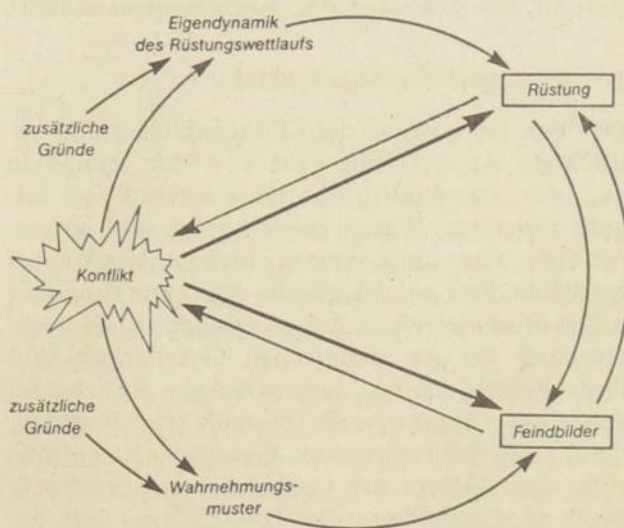 Eigendynamik
des Rüstungswettlaufs
Rüstung
zusätzliche
Gründe
Konflikt
zusätzliche
Gründe
Feindbilder
Wahrnehmungs-
muster